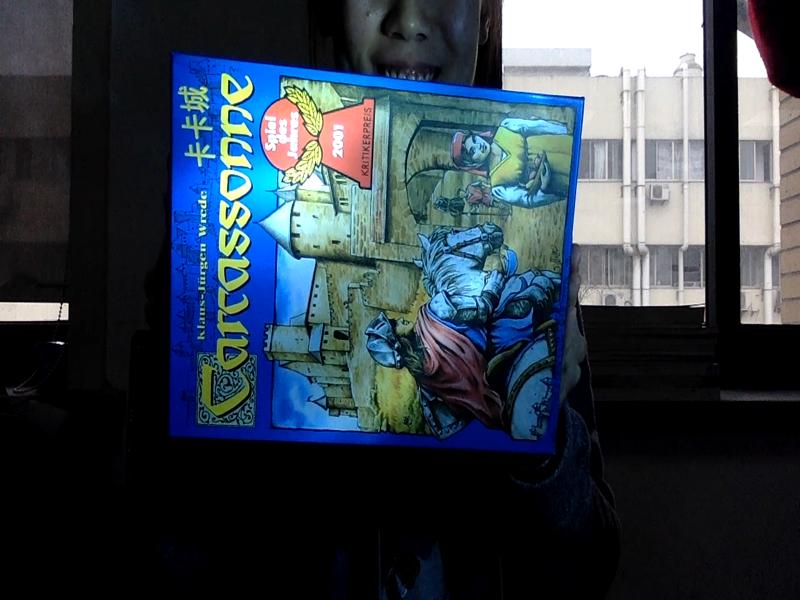 Klaus-Jürgen Wrede
卡卡城
Carcassonne
Spiel
des
Jahres
2001
KRITIKERPREIS